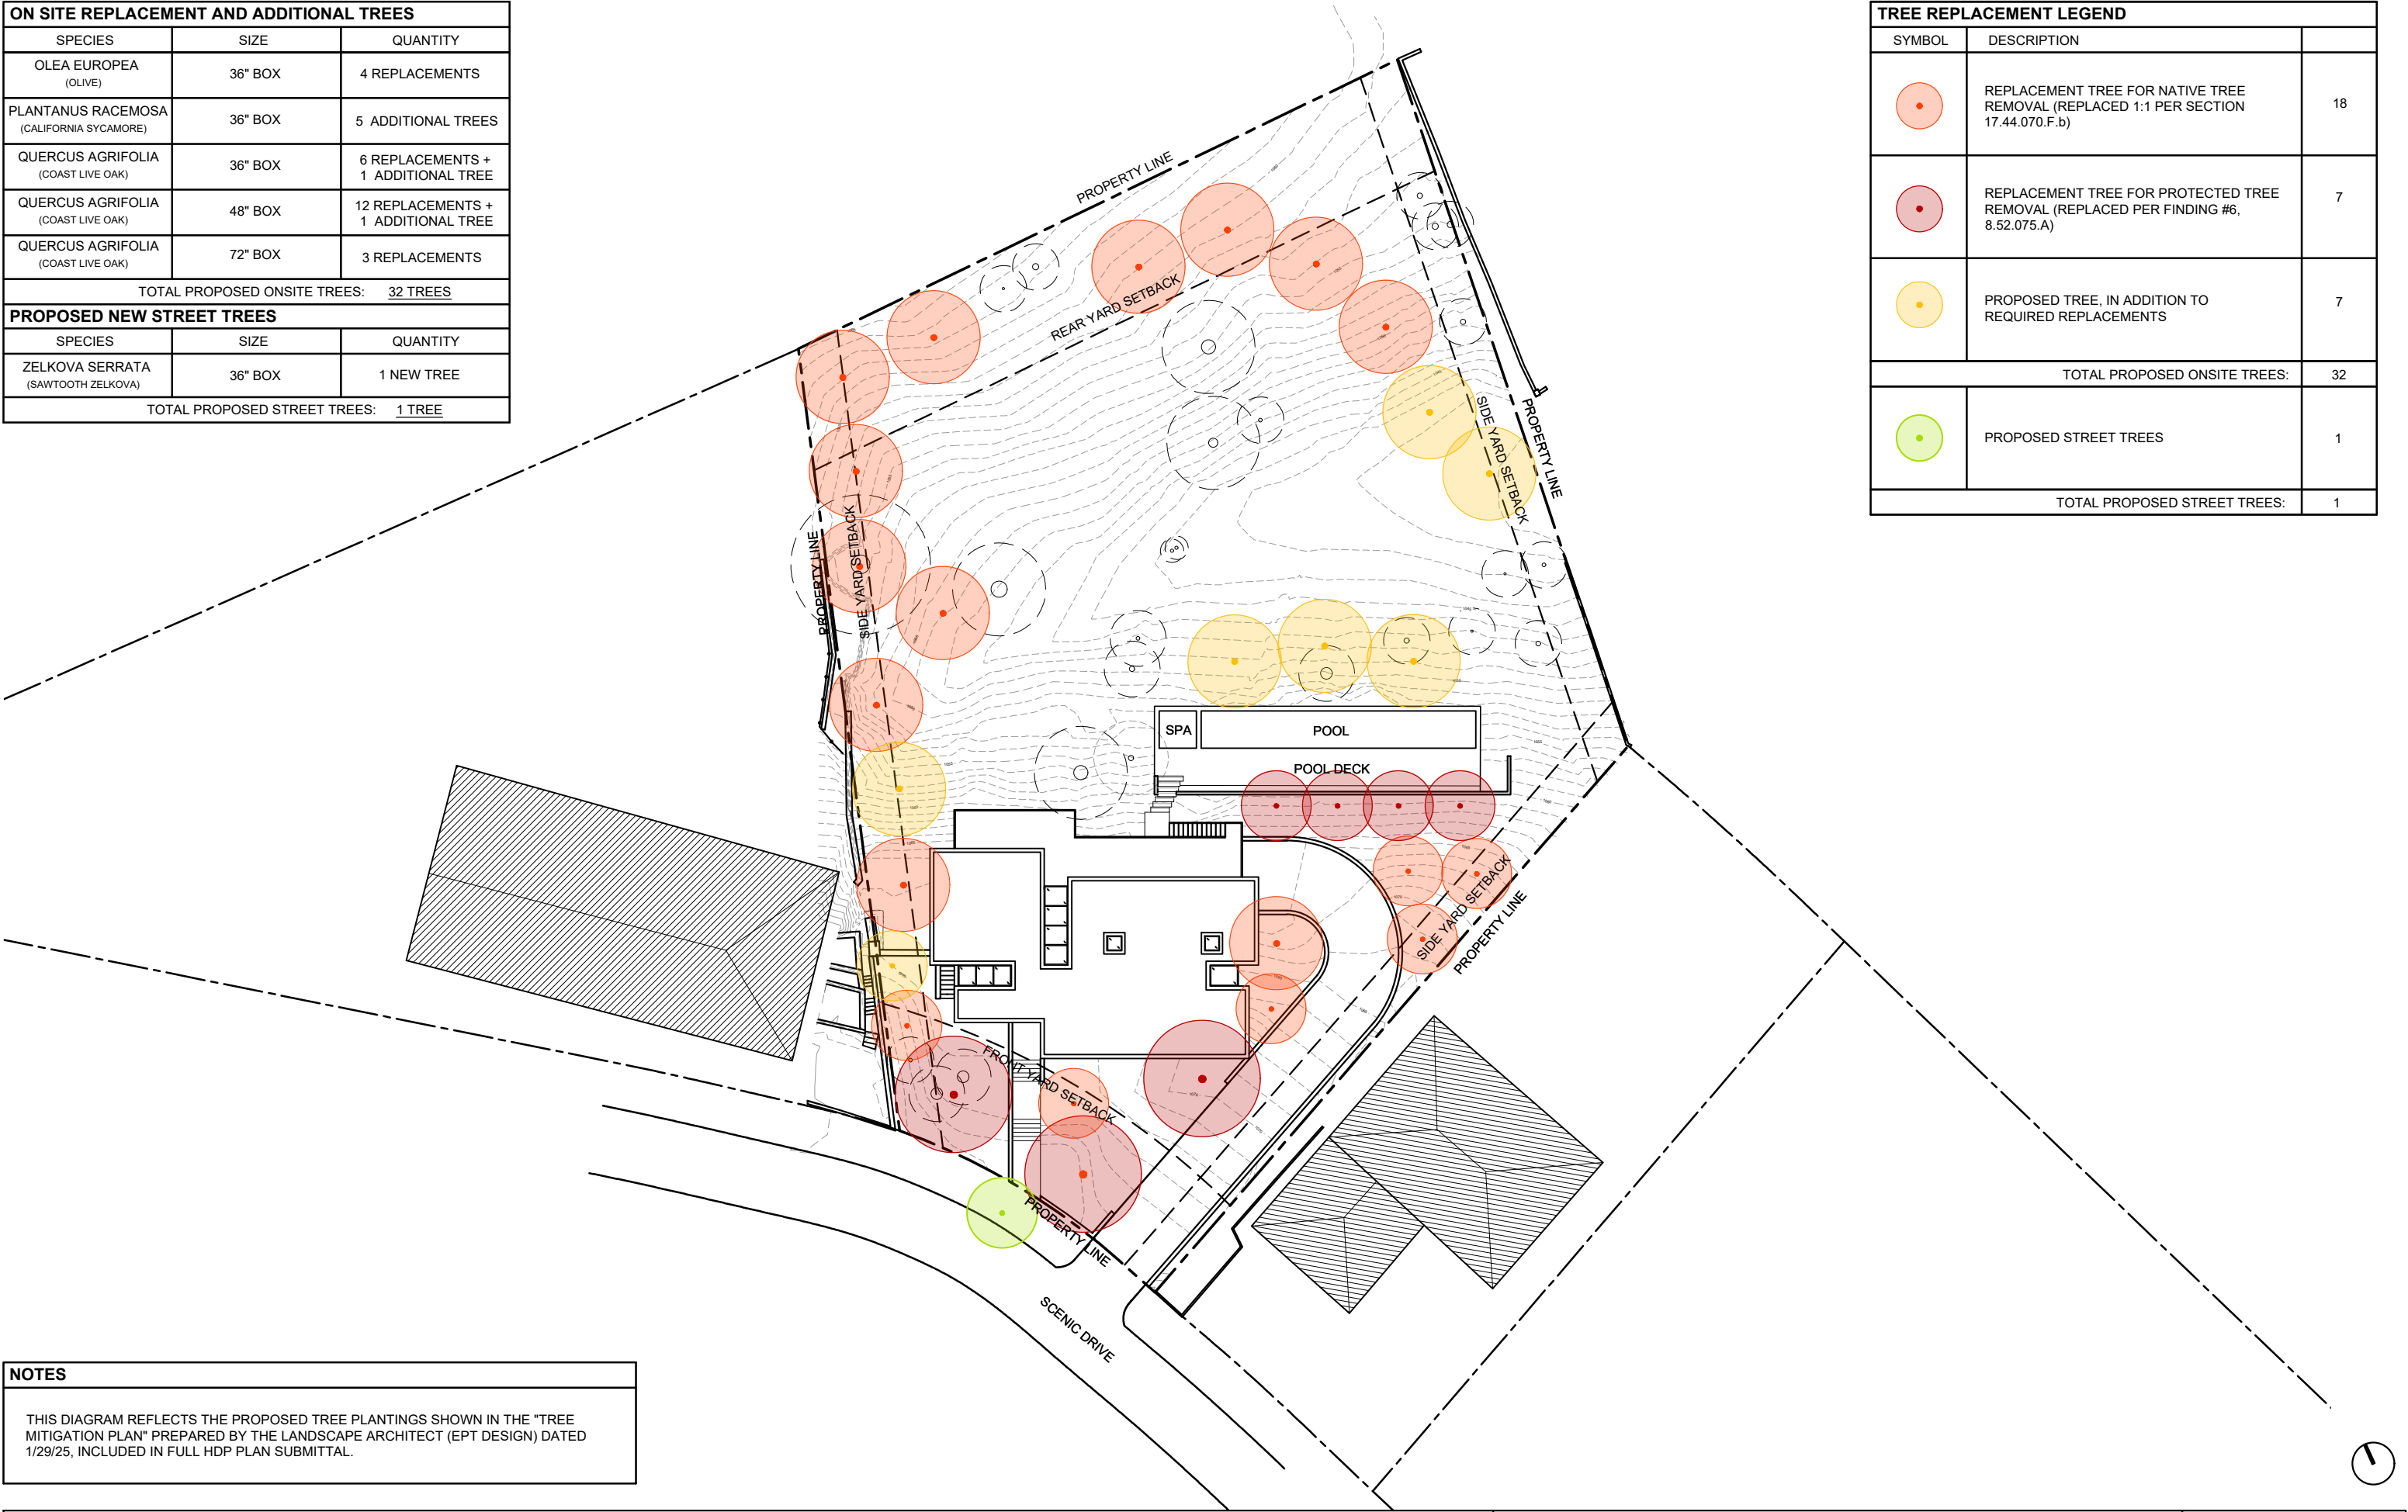 ON SITE REPLACEMENT AND ADDITIONAL TREES
SPECIES SIZE QUANTITY
OLEA EUROPEA
(OLIVE)
36" BOX
4 REPLACEMENTS
PLANTANUS RACEMOSA
(CALIFORNIA SYCAMORE)
36" BOX
5 ADDITIONAL TREES
QUERCUS AGRIFOLIA
(COAST LIVE OAK)
36" BOX
6 REPLACEMENTS +
1 ADDITIONAL TREE
QUERCUS AGRIFOLIA
(COAST LIVE OAK)
48" BOX
12 REPLACEMENTS +
1 ADDITIONAL TREE
QUERCUS AGRIFOLIA
(COAST LIVE OAK)
72" BOX
3 REPLACEMENTS
TOTAL PROPOSED ONSITE TREES: 32 TREES
PROPOSED NEW STREET TREES
SPECIES SIZE QUANTITY
ZELKOVA SERRATA
(SAWTOOTH ZELKOVA)
36" BOX
1 NEW TREE
TOTAL PROPOSED STREET TREES: 1 TREE
TREE REPLACEMENT LEGEND
SYMBOL DESCRIPTION
REPLACEMENT TREE FOR NATIVE TREE
REMOVAL (REPLACED 1:1 PER SECTION
17.44.070.F.b)
18
REPLACEMENT TREE FOR PROTECTED TREE
REMOVAL (REPLACED PER FINDING #6,
8.52.075.A)
7
PROPOSED TREE, IN ADDITION TO
REQUIRED REPLACEMENTS
7
TOTAL PROPOSED ONSITE TREES: 32
PROPOSED STREET TREES
1
TOTAL PROPOSED STREET TREES: 1
PROPERTY LINE
REAR YARD SETBACK
SIDE YARD SETBACK
PROPERTY LINE
PROPERTY LINE
SIDE YARD SETBACK
SPA
POOL
POOL DECK
SIDE YARD SETBACK
PROPERTY LINE
FRONT YARD SETBACK
PROPERTY LINE
SCENIC DRIVE
NOTES
THIS DIAGRAM REFLECTS THE PROPOSED TREE PLANTINGS SHOWN IN THE "TREE
MITIGATION PLAN" PREPARED BY THE LANDSCAPE ARCHITECT (EPT DESIGN) DATED
1/29/25, INCLUDED IN FULL HDP PLAN SUBMITTAL.